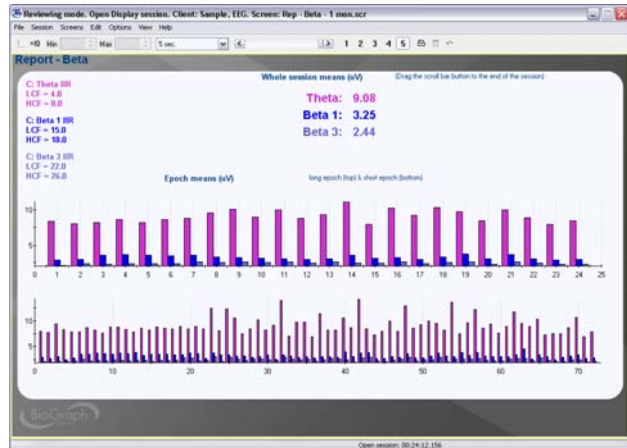 Reviewing mode. Open Display session. Client: Sample, EEG. Screen: Rep - Beta - 1 mon.scr
File Session Screens Edit Options View Help
Min Max 5 sec. 1 2 3 4 5
Report - Beta
Whole session means (uV) (Drag the scroll bar button to the end of the session)
C: Theta IIR
LCF = 4.0
HCF = 8.0
Theta: 9.08
Beta 1: 3.25
Beta 3: 2.44
C: Beta 1 IIR
LCF = 15.0
HCF = 18.0
C: Beta 3 IIR
LCF = 22.0
HCF = 26.0
Epoch means (uV) long epoch (top) & short epoch (bottom)
10
5
0 1 2 3 4 5 6 7 8 9 10 11 12 13 14 15 16 17 18 19 20 21 22 23 24 25
10
5
0 10 20 30 40 50 60 70
BioGraph
Open session: 00:24:12.156